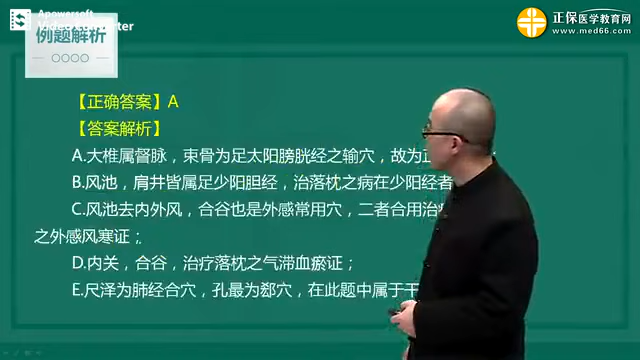 Apowersoft
Video Converter
例题解析
正保医学教育网
www.med66.com
【正确答案】A
【答案解析】
A.大椎属督脉，束骨为足太阳膀胱经之输穴，故为正
B.风池，肩井皆属足少阳胆经，治落枕之病在少阳经者
C.风池去内外风，合谷也是外感常用穴，二者合用治疗
之外感风寒证；
D.内关，合谷，治疗落枕之气滞血瘀证；
E.尺泽为肺经合穴，孔最为郄穴，在此题中属于干